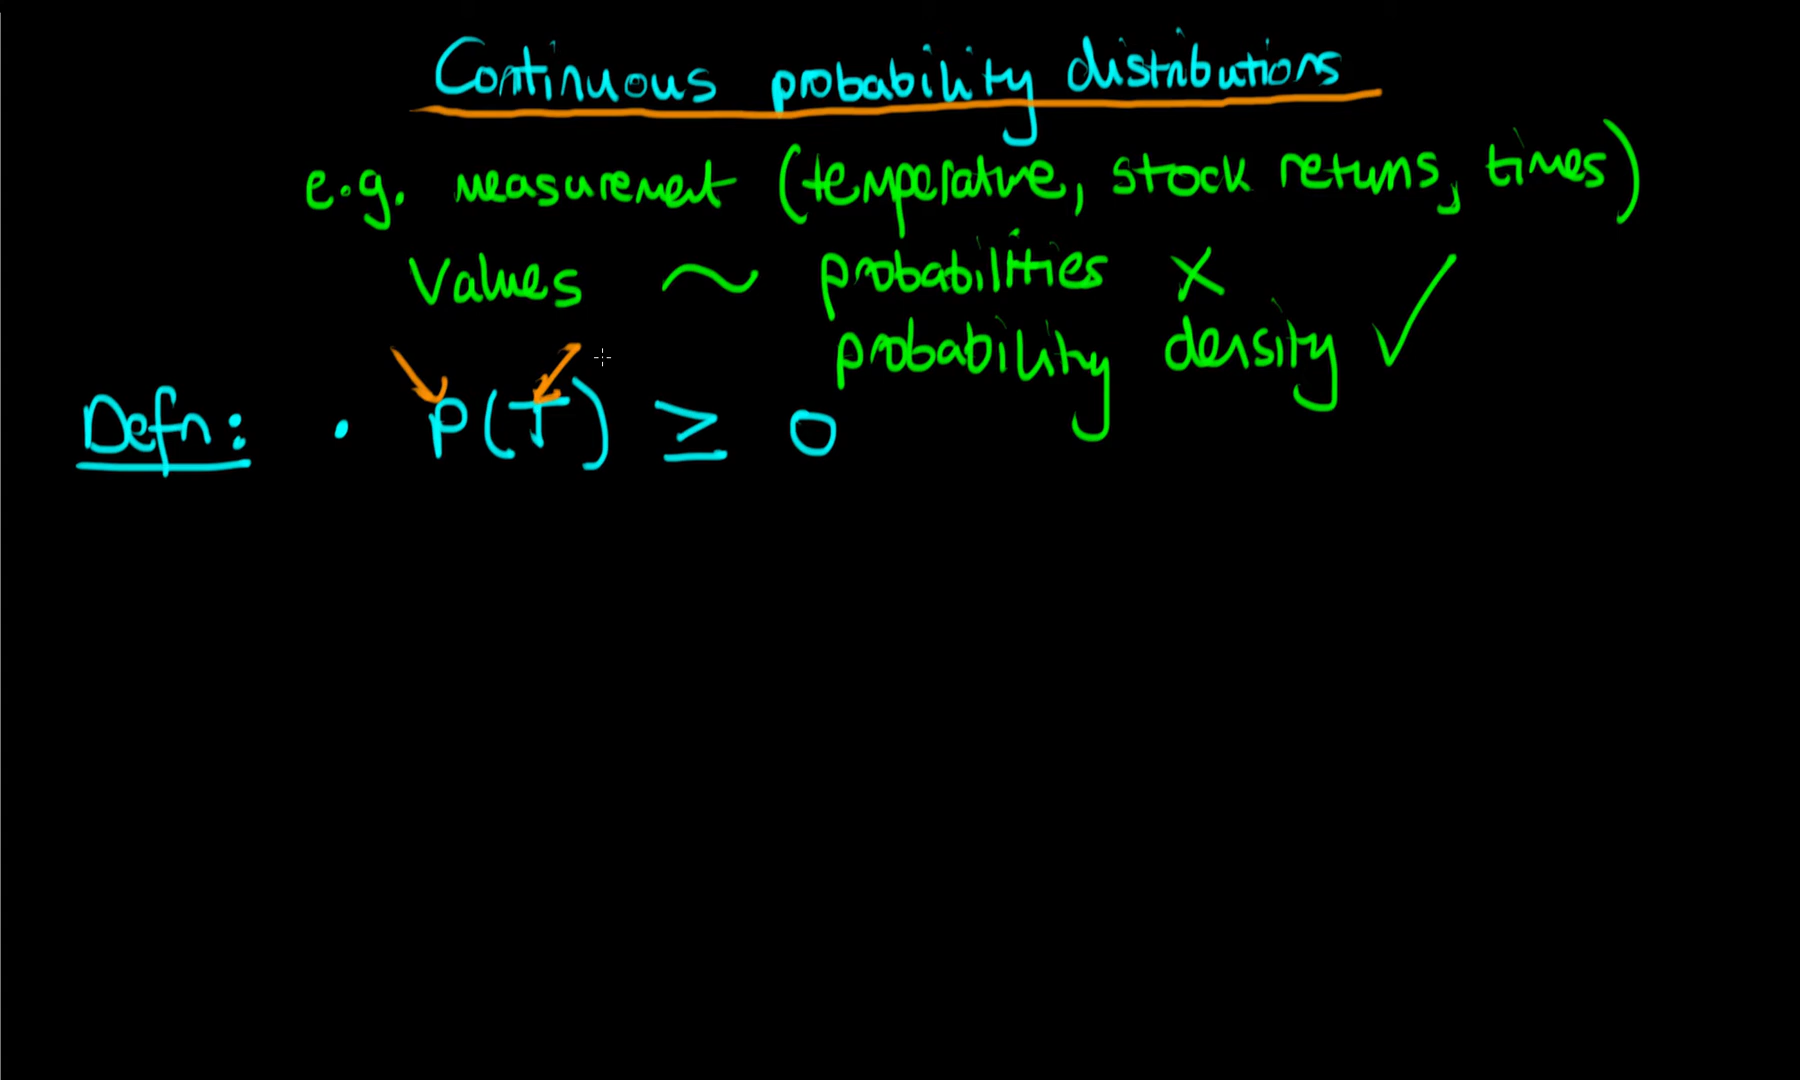 Continuous probability distributions
e.g. measurement (temperature, stock returns, times)
Values ~ probabilities ×
probability density ✓
Defn: • P(T) ≥ 0